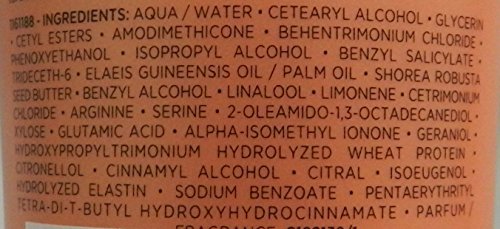 1161188 - INGREDIENTS: AQUA / WATER • CETEARYL ALCOHOL • GLYCERIN
• CETYL ESTERS • AMODIMETHICONE • BEHENTRIMONIUM CHLORIDE •
PHENOXYETHANOL • ISOPROPYL ALCOHOL • BENZYL SALICYLATE •
TRIDECETH-6 • ELAEIS GUINEENSIS OIL / PALM OIL • SHOREA ROBUSTA
SEED BUTTER • BENZYL ALCOHOL • LINALOOL • LIMONENE • CETRIMONIUM
CHLORIDE • ARGININE • SERINE • 2-OLEAMIDO-1,3-OCTADECANEDIOL •
XYLOSE • GLUTAMIC ACID • ALPHA-ISOMETHYL IONONE • GERANIOL •
HYDROXYPROPYLTRIMONIUM HYDROLYZED WHEAT PROTEIN •
CITRONELLOL • CINNAMYL ALCOHOL • CITRAL • ISOEUGENOL •
HYDROLYZED ELASTIN • SODIUM BENZOATE • PENTAERYTHRITYL
TETRA-DI-T-BUTYL HYDROXYHYDROCINNAMATE • PARFUM /
FRAGRANCE